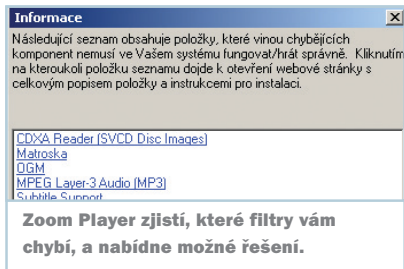 Informace
Následující seznam obsahuje položky, které vinou chybějících
komponent nemusí ve Vašem systému fungovat/hrát správně. Kliknutím
na kteroukoli položku seznamu dojde k otevření webové stránky s
celkovým popisem položky a instrukcemi pro instalaci.
CDXA Reader (SVCD Disc Images)
Matroska
OGM
MPEG Layer-3 Audio (MP3)
Subtitle Support
Zoom Player zjistí, které filtry vám
chybí, a nabídne možné řešení.